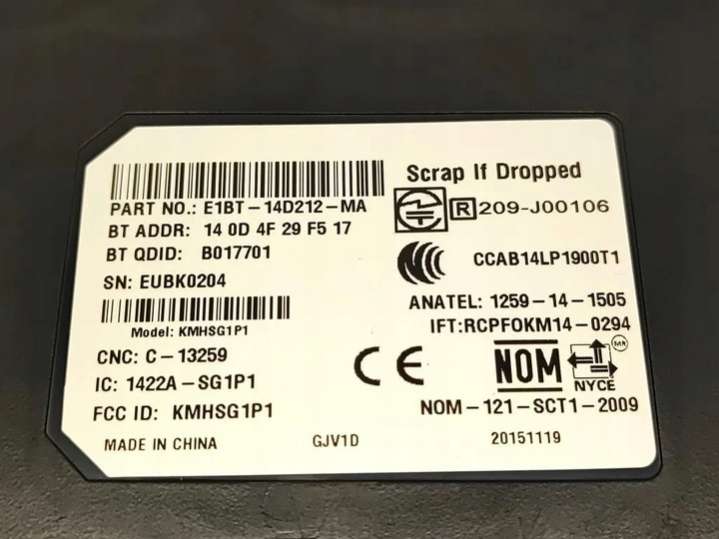 Scrap If Dropped
PART NO.: E1BT-14D212-MA
R 209-J00106
BT ADDR: 14 0D 4F 29 F5 17
BT QDID: B017701
CCAB14LP1900T1
SN: EUBK0204
ANATEL: 1259-14-1505
Model: KMHSG1P1
IFT:RCPFOKM14-0294
CNC: C-13259
CE
NOM
NYCE
IC: 1422A-SG1P1
FCC ID: KMHSG1P1
NOM-121-SCT1-2009
MADE IN CHINA
GJV1D
20151119